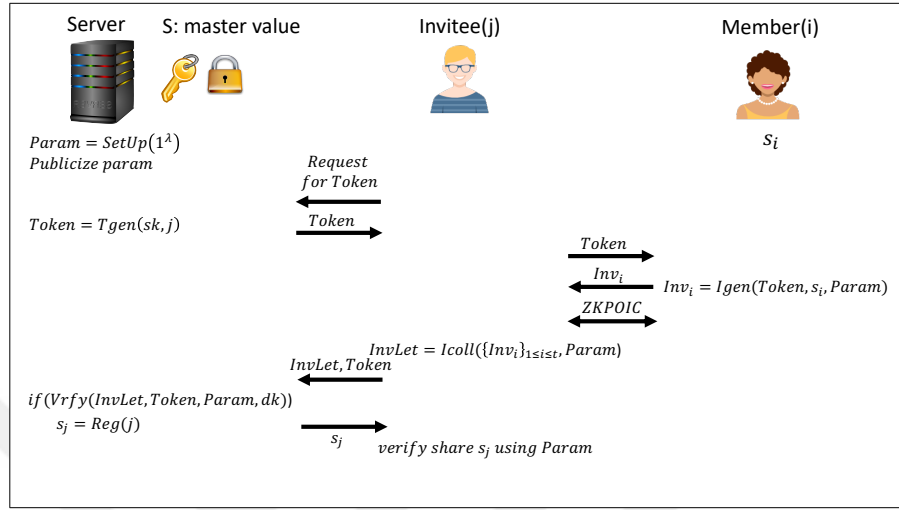 Server
S: master value
Invitee(j)
Member(i)
Param = SetUp(1^λ)
Publicize param
s_i
Request
for Token
Token = Tgen(sk, j)
Token
Token
Inv_i
Inv_i = Igen(Token, s_i, Param)
ZKPOIC
InvLet = Icoll({Inv_i}_{1≤i≤t}, Param)
InvLet, Token
if(Vrfy(InvLet, Token, Param, dk))
s_j = Reg(j)
s_j
verify share s_j using Param